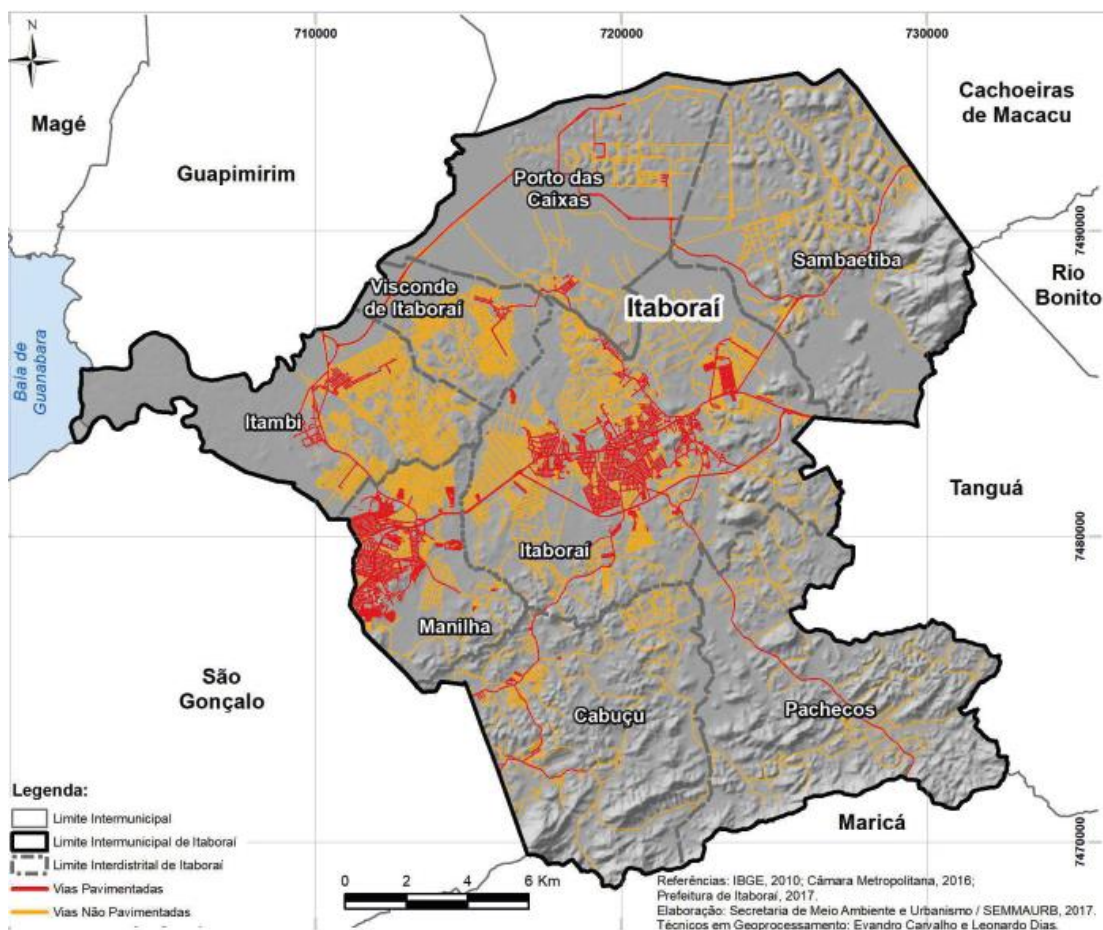 N
710000
720000
730000
Magé
Guapimirim
Cachoeiras
de Macacu
Porto das
Caixas
7490000
Sambaetiba
Rio
Bonito
Visconde
de Itaboraí
Itaboraí
Baía de
Guanabara
Itambi
Tanguá
7480000
Itaboraí
Manilha
São
Gonçalo
Cabuçu
Pachecos
Maricá
7470000
Legenda:
Limite Intermunicipal
Limite Intermunicipal de Itaboraí
Limite Interdistrital de Itaboraí
Vias Pavimentadas
Vias Não Pavimentadas
0 2 4 6 Km
Referências: IBGE, 2010; Câmara Metropolitana, 2016;
Prefeitura de Itaboraí, 2017.
Elaboração: Secretaria de Meio Ambiente e Urbanismo / SEMMAURB, 2017.
Técnicos em Geoprocessamento: Evandro Carvalho e Leonardo Dias.